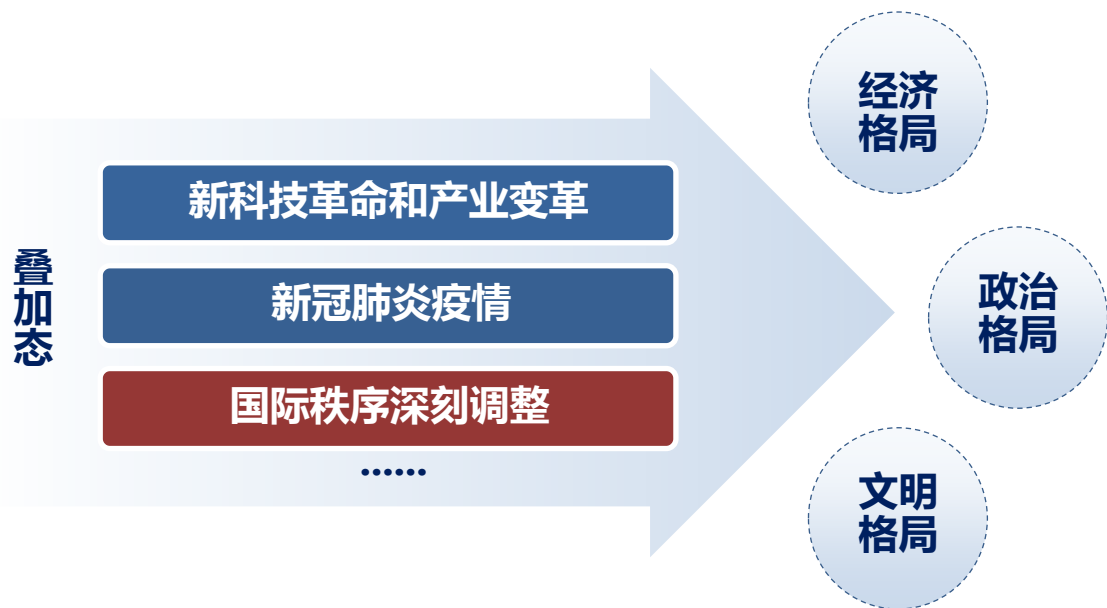 叠加态
新科技革命和产业变革
新冠肺炎疫情
国际秩序深刻调整
……
经济
格局
政治
格局
文明
格局